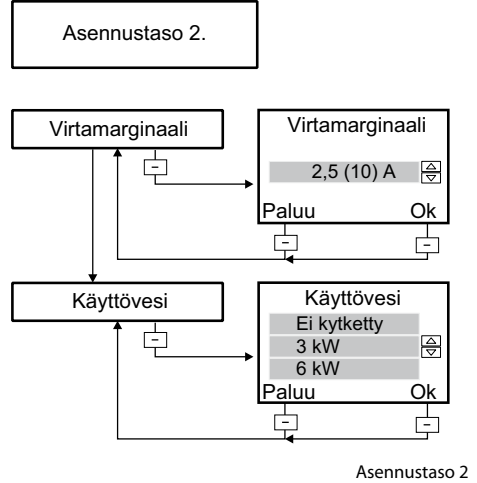 Asennustaso 2.
Virtamarginaali
Virtamarginaali
2,5 (10) A
Paluu Ok
Käyttövesi
Käyttövesi
Ei kytketty
3 kW
6 kW
Paluu Ok
Asennustaso 2